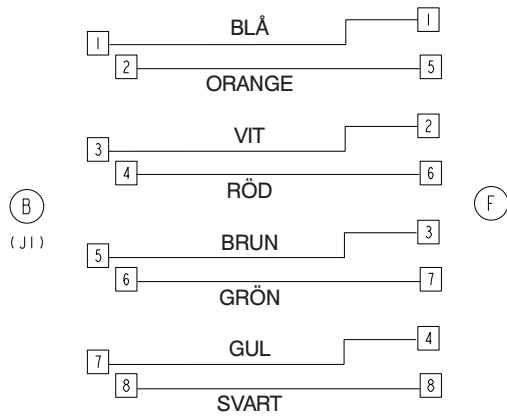 BLÅ 1
1
2 5
ORANGE
VIT 2
3
4 6
RÖD
B F
(J1)
BRUN 3
5
6 7
GRÖN
GUL 4
7
8 8
SVART